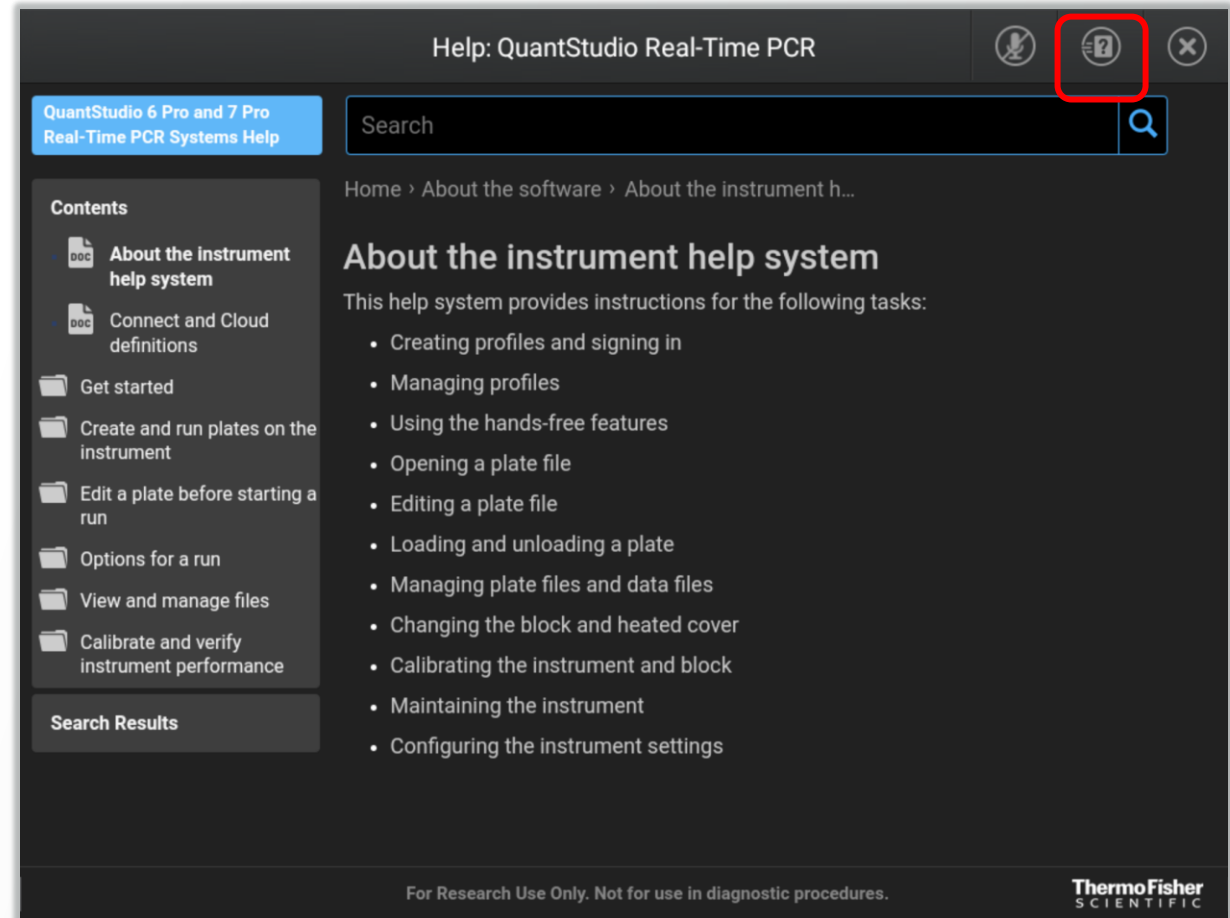 Help: QuantStudio Real-Time PCR
QuantStudio 6 Pro and 7 Pro
Real-Time PCR Systems Help
Search
Contents
DOC
About the instrument
help system
DOC
Connect and Cloud
definitions
Get started
Create and run plates on the
instrument
Edit a plate before starting a
run
Options for a run
View and manage files
Calibrate and verify
instrument performance
Search Results
Home › About the software › About the instrument h...
About the instrument help system
This help system provides instructions for the following tasks:
• Creating profiles and signing in
• Managing profiles
• Using the hands-free features
• Opening a plate file
• Editing a plate file
• Loading and unloading a plate
• Managing plate files and data files
• Changing the block and heated cover
• Calibrating the instrument and block
• Maintaining the instrument
• Configuring the instrument settings
For Research Use Only. Not for use in diagnostic procedures.
ThermoFisher
SCIENTIFIC